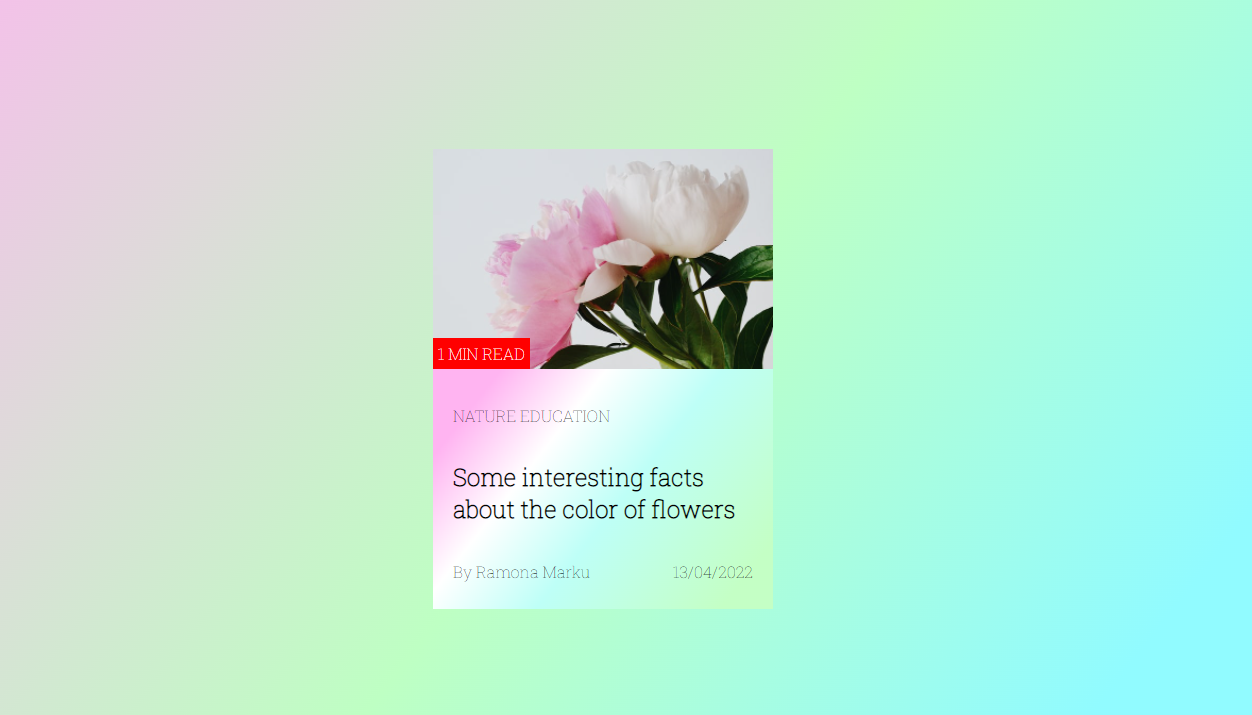 1 MIN READ
NATURE EDUCATION
Some interesting facts
about the color of flowers
By Ramona Marku 13/04/2022